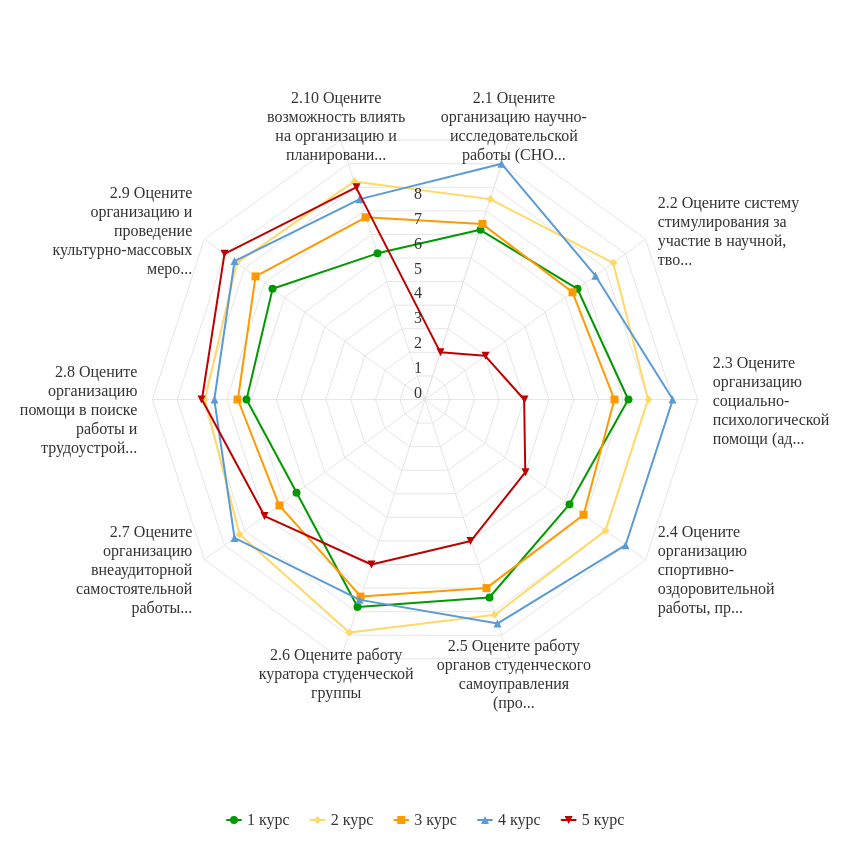 2.10 Оцените
возможность влиять
на организацию и
планировани...
2.1 Оцените
организацию научно-
исследовательской
работы (СНО...
2.9 Оцените
организацию и
проведение
культурно-массовых
меро...
2.2 Оцените систему
стимулирования за
участие в научной,
тво...
8
7
6
5
4
3
2
1
0
2.8 Оцените
организацию
помощи в поиске
работы и
трудоустрой...
2.3 Оцените
организацию
социально-
психологической
помощи (ад...
2.7 Оцените
организацию
внеаудиторной
самостоятельной
работы...
2.4 Оцените
организацию
спортивно-
оздоровительной
работы, пр...
2.6 Оцените работу
куратора студенческой
группы
2.5 Оцените работу
органов студенческого
самоуправления
(про...
1 курс 2 курс 3 курс 4 курс 5 курс